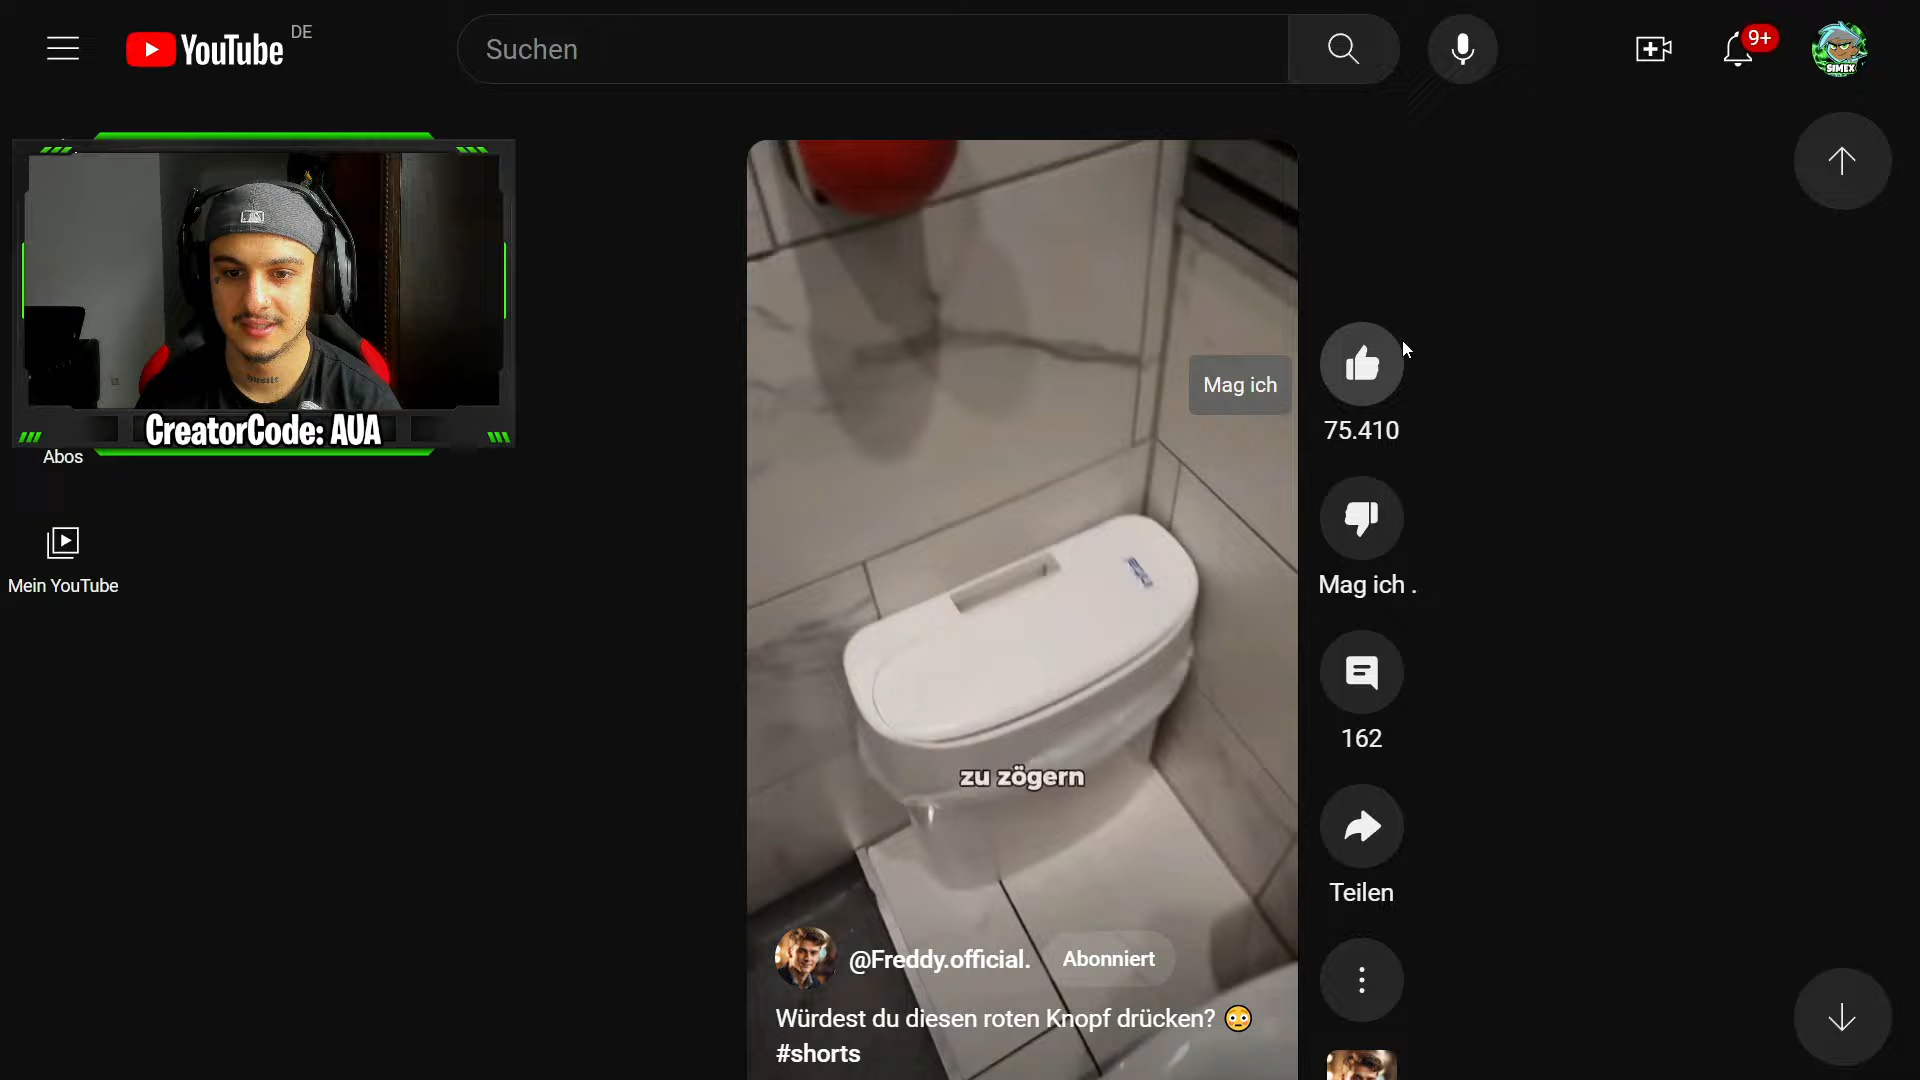 YouTube DE
Suchen
9+
SIMEX
CreatorCode: AUA
Abos
Mein YouTube
Mag ich
75.410
Mag ich .
162
Teilen
zu zögern
@Freddy.official.
Abonniert
Würdest du diesen roten Knopf drücken? 😳
#shorts